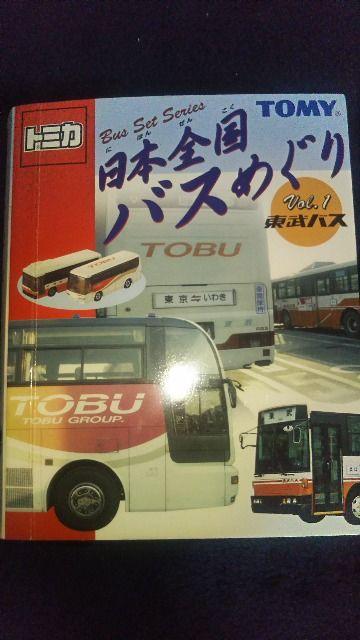 トミカ
Bus Set Series
TOMY®
にほんぜんこく
日本全国
バスめぐり
Vol.1
東武バス
TOBU
東京⇋いわき
TOBU
TOBU GROUP.